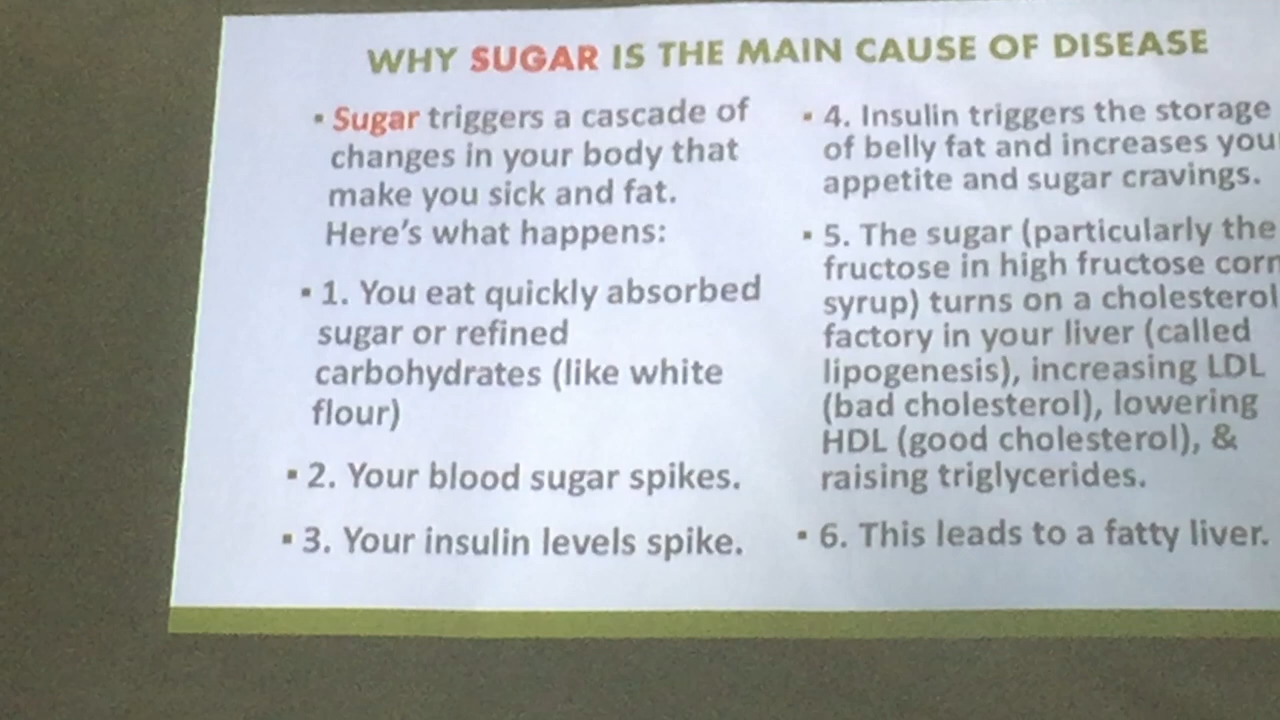 WHY SUGAR IS THE MAIN CAUSE OF DISEASE
▪ Sugar triggers a cascade of
changes in your body that
make you sick and fat.
Here's what happens:
▪ 1. You eat quickly absorbed
sugar or refined
carbohydrates (like white
flour)
▪ 2. Your blood sugar spikes.
▪ 3. Your insulin levels spike.
▪ 4. Insulin triggers the storage
of belly fat and increases you
appetite and sugar cravings.
▪ 5. The sugar (particularly the
fructose in high fructose corn
syrup) turns on a cholesterol
factory in your liver (called
lipogenesis), increasing LDL
(bad cholesterol), lowering
HDL (good cholesterol), &
raising triglycerides.
▪ 6. This leads to a fatty liver.